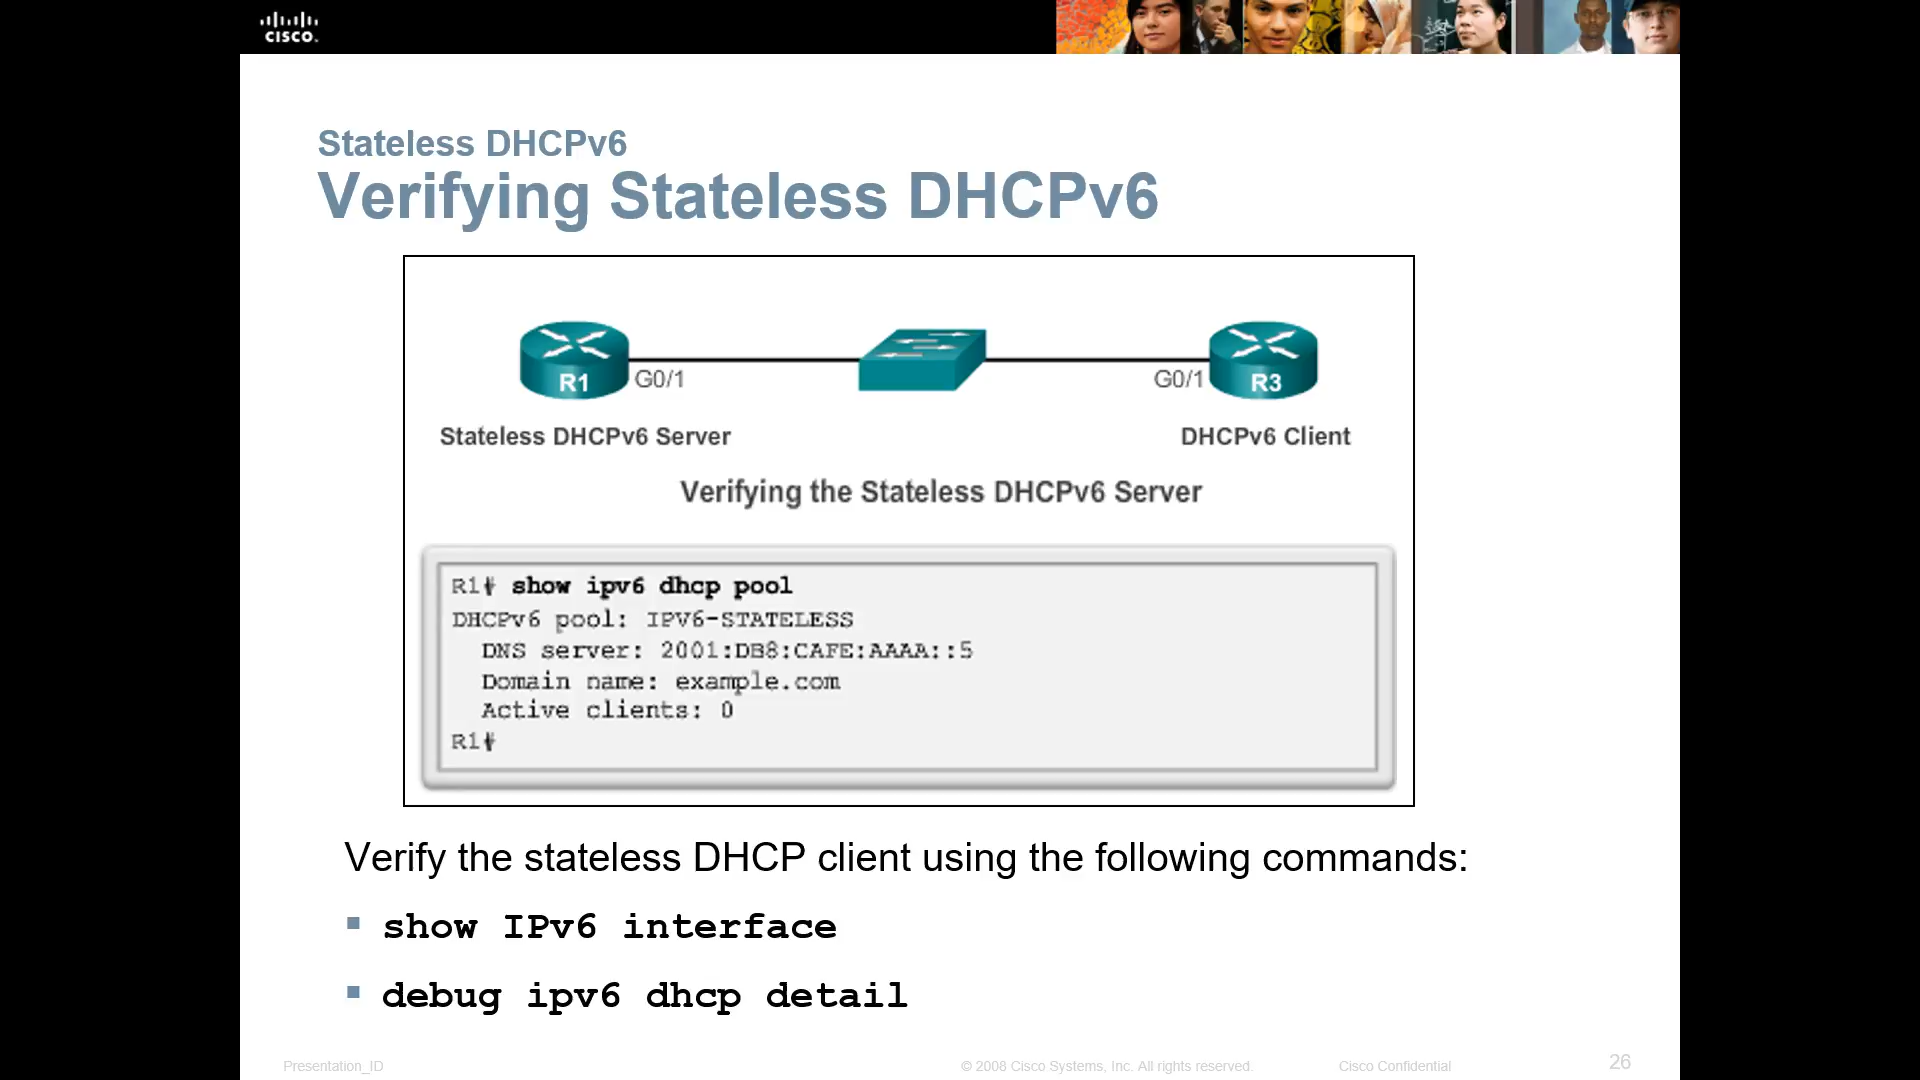 CISCO.
Stateless DHCPv6
Verifying Stateless DHCPv6
R1
G0/1
G0/1
R3
Stateless DHCPv6 Server
DHCPv6 Client
Verifying the Stateless DHCPv6 Server
R1# show ipv6 dhcp pool
DHCPv6 pool: IPV6-STATELESS
DNS server: 2001:DB8:CAFE:AAAA::5
Domain name: example.com
Active clients: 0
R1#
Verify the stateless DHCP client using the following commands:
show IPv6 interface
debug ipv6 dhcp detail
Presentation_ID
© 2008 Cisco Systems, Inc. All rights reserved.
Cisco Confidential
26